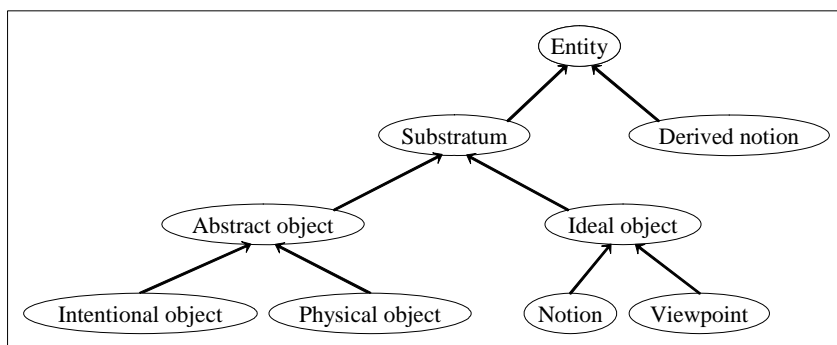 Entity
Substratum
Derived notion
Abstract object
Ideal object
Intentional object
Physical object
Notion
Viewpoint